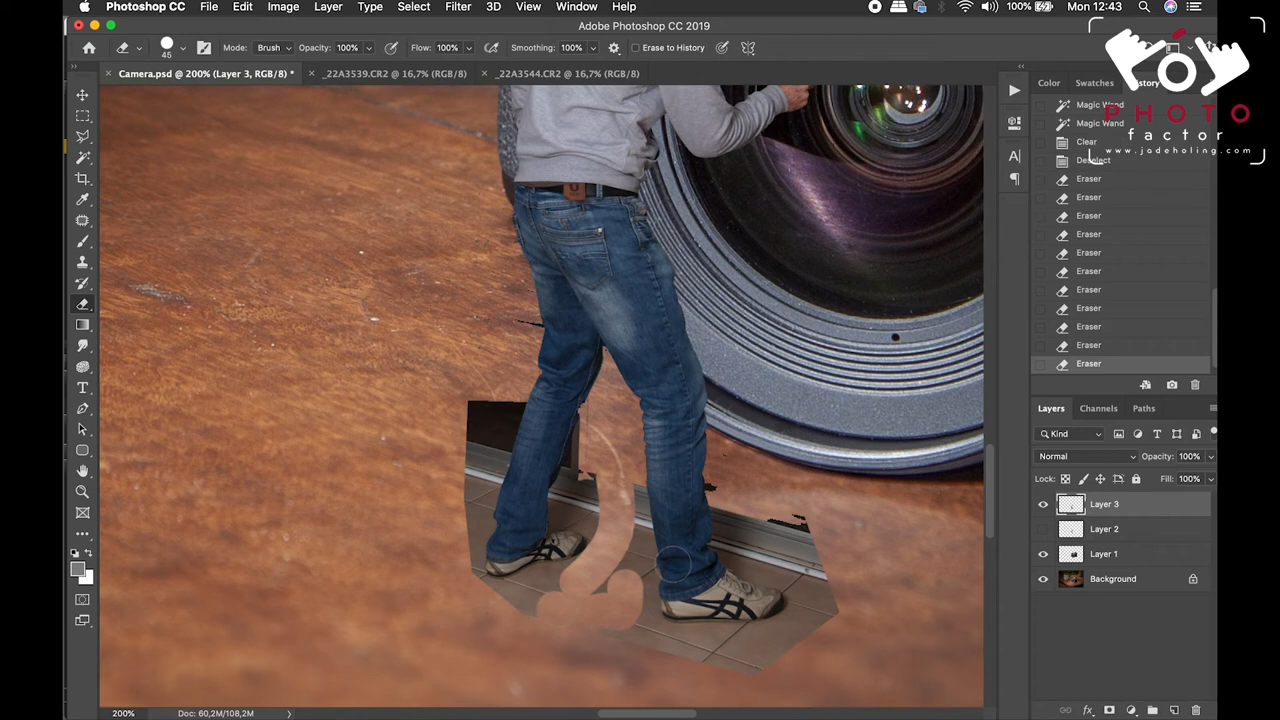 Photoshop CC File Edit Image Layer Type Select Filter 3D View Window Help 100% Mon 12:43
Adobe Photoshop CC 2019
45 Mode: Brush Opacity: 100% Flow: 100% Smoothing: 100% Erase to History
Camera.psd @ 200% (Layer 3, RGB/8) * _22A3539.CR2 @ 16,7% (RGB/8) _22A3544.CR2 @ 16,7% (RGB/8)
PHOTO
factor
www.jadeholing.com
Color Swatches History
Magic Wand
Magic Wand
Clear
Deselect
Eraser
Eraser
Eraser
Eraser
Eraser
Eraser
Eraser
Eraser
Eraser
Eraser
Eraser
Layers Channels Paths
Kind
Normal Opacity: 100%
Lock: Fill: 100%
Layer 3
Layer 2
Layer 1
Background
200% Doc: 60,2M/108,2M